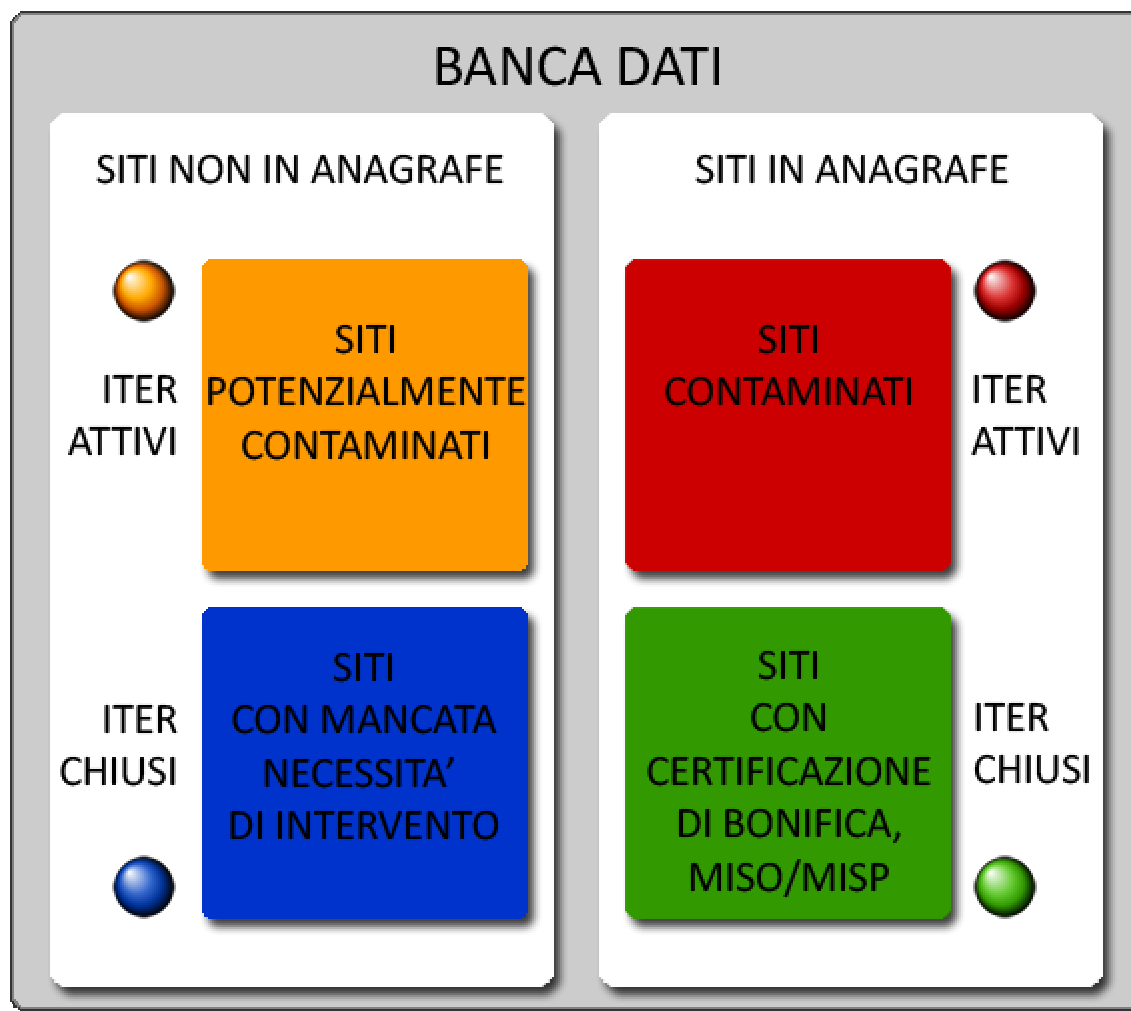 BANCA DATI
SITI NON IN ANAGRAFE
ITER
ATTIVI
SITI
POTENZIALMENTE
CONTAMINATI
ITER
CHIUSI
SITI
CON MANCATA
NECESSITA’
DI INTERVENTO
SITI IN ANAGRAFE
SITI
CONTAMINATI
ITER
ATTIVI
SITI
CON
CERTIFICAZIONE
DI BONIFICA,
MISO/MISP
ITER
CHIUSI